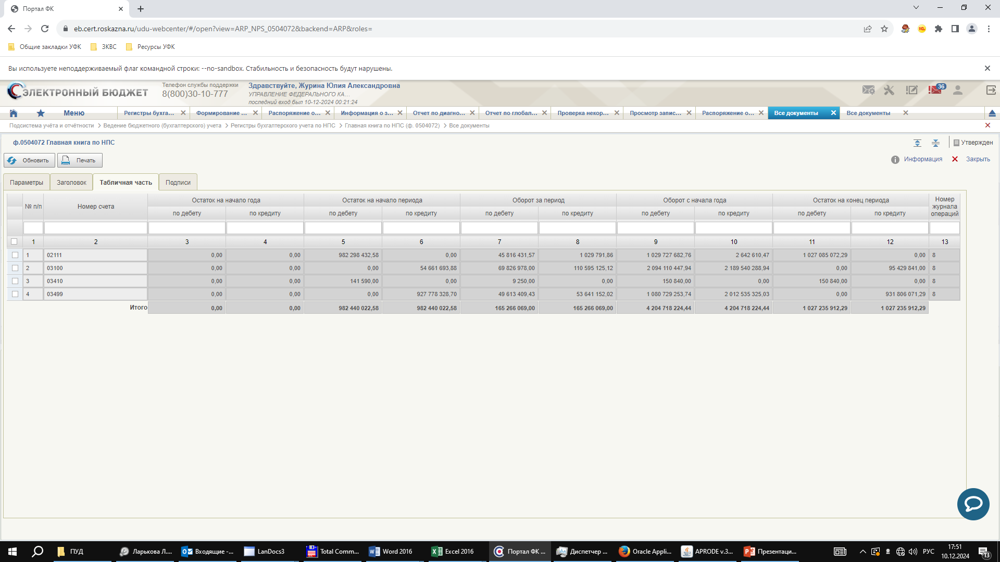 Портал ФК
eb.cert.roskazna.ru/udu-webcenter/#/open?view=ARP_NPS_0504072&backend=ARP&roles=
Общие закладки УФК ЗКВС Ресурсы УФК
Вы используете неподдерживаемый флаг командной строки: --no-sandbox. Стабильность и безопасность будут нарушены.
ЭЛЕКТРОННЫЙ БЮДЖЕТ
Телефон службы поддержки
8(800)30-10-777
Здравствуйте, Журина Юлия Александровна
УПРАВЛЕНИЕ ФЕДЕРАЛЬНОГО КА...
последний вход был 10-12-2024 00:21:24
36
Меню Регистры бухга... Формирование ... Распоряжение о... Информация о з... Отчет по диагно... Отчет по глобал... Проверка некор... Просмотр запис... Распоряжение о... Все документы Все документы
Подсистема учёта и отчётности > Ведение бюджетного (бухгалтерского) учета > Регистры бухгалтерского учета по НПС > Главная книга по НПС (ф. 0504072) > Все документы
ф.0504072 Главная книга по НПС
Утвержден
Обновить Печать
Информация Закрыть
Параметры Заголовок Табличная часть Подписи
№ п/п Номер счета Остаток на начало года Остаток на начало периода Оборот за период Оборот с начала года Остаток на конец периода Номер журнала операций
по дебету по кредиту по дебету по кредиту по дебету по кредиту по дебету по кредиту по дебету по кредиту
1 2 3 4 5 6 7 8 9 10 11 12 13
1 02111 0,00 0,00 982 298 432,58 0,00 45 816 431,57 1 029 791,86 1 029 727 682,76 2 642 610,47 1 027 085 072,29 0,00 8
2 03100 0,00 0,00 0,00 54 661 693,88 69 826 978,00 110 595 125,12 2 094 110 447,94 2 189 540 288,94 0,00 95 429 841,00 8
3 03410 0,00 0,00 141 590,00 0,00 9 250,00 0,00 150 840,00 0,00 150 840,00 0,00 8
4 03499 0,00 0,00 0,00 927 778 328,70 49 613 409,43 53 641 152,02 1 080 729 253,74 2 012 535 325,03 0,00 931 806 071,29 8
Итого 0,00 0,00 982 440 022,58 982 440 022,58 165 266 069,00 165 266 069,00 4 204 718 224,44 4 204 718 224,44 1 027 235 912,29 1 027 235 912,29
ПУД Ларькова Л.... Входящие -... LanDocs3 Total Comm... Word 2016 Excel 2016 Портал ФК ... Диспетчер ... Oracle Appli... APRODE v.3... Презентаци... РУС
17:51
10.12.2024
13